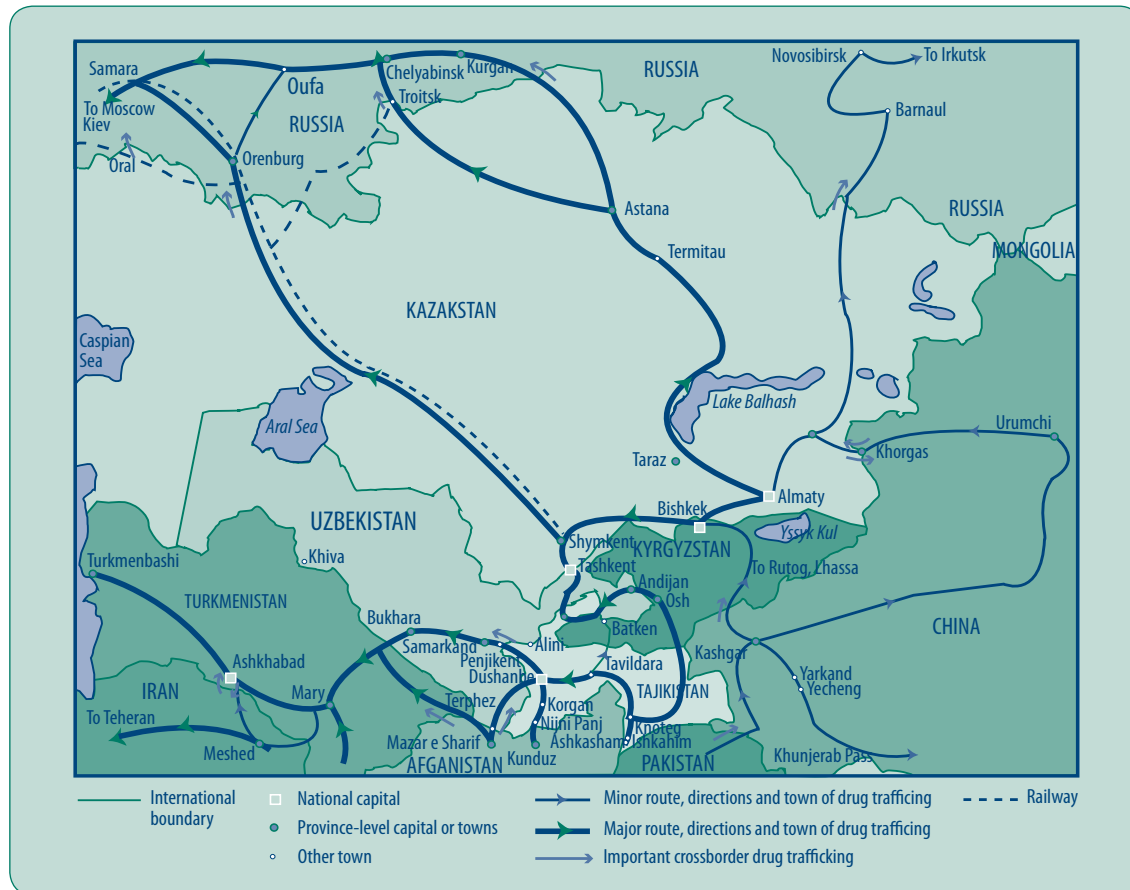 Novosibirsk
To Irkutsk
Samara
Chelyabinsk
Kurgan
RUSSIA
Oufa
Troitsk
To Moscow
Kiev
RUSSIA
Barnaul
Oral
Orenburg
Astana
RUSSIA
Termitau
MONGOLIA
KAZAKSTAN
Caspian
Sea
Lake Balhash
Aral Sea
Urumchi
Khorgas
Taraz
Almaty
Bishkek
UZBEKISTAN
Yssyk Kul
Shymkent
KYRGYZSTAN
Khiva
Turkmenbashi
Tashkent
To Rutog, Lhassa
Andijan
Osh
TURKMENISTAN
Bukhara
Batken
CHINA
Samarkand
Alini
Penjikent
Kashgar
Ashkhabad
Dushanbe
Tavildara
Yarkand
Yecheng
IRAN
Mary
Terphez
Korgan
TAJIKISTAN
To Teheran
Niini Panj
Knoteg
Meshed
Mazar e Sharif
Ashkasham
Ishkahim
Kunduz
AFGANISTAN
PAKISTAN
Khunjerab Pass
International
boundary
National capital
Province-level capital or towns
Other town
Minor route, directions and town of drug trafficing
Major route, directions and town of drug trafficing
Important crossborder drug trafficking
Railway